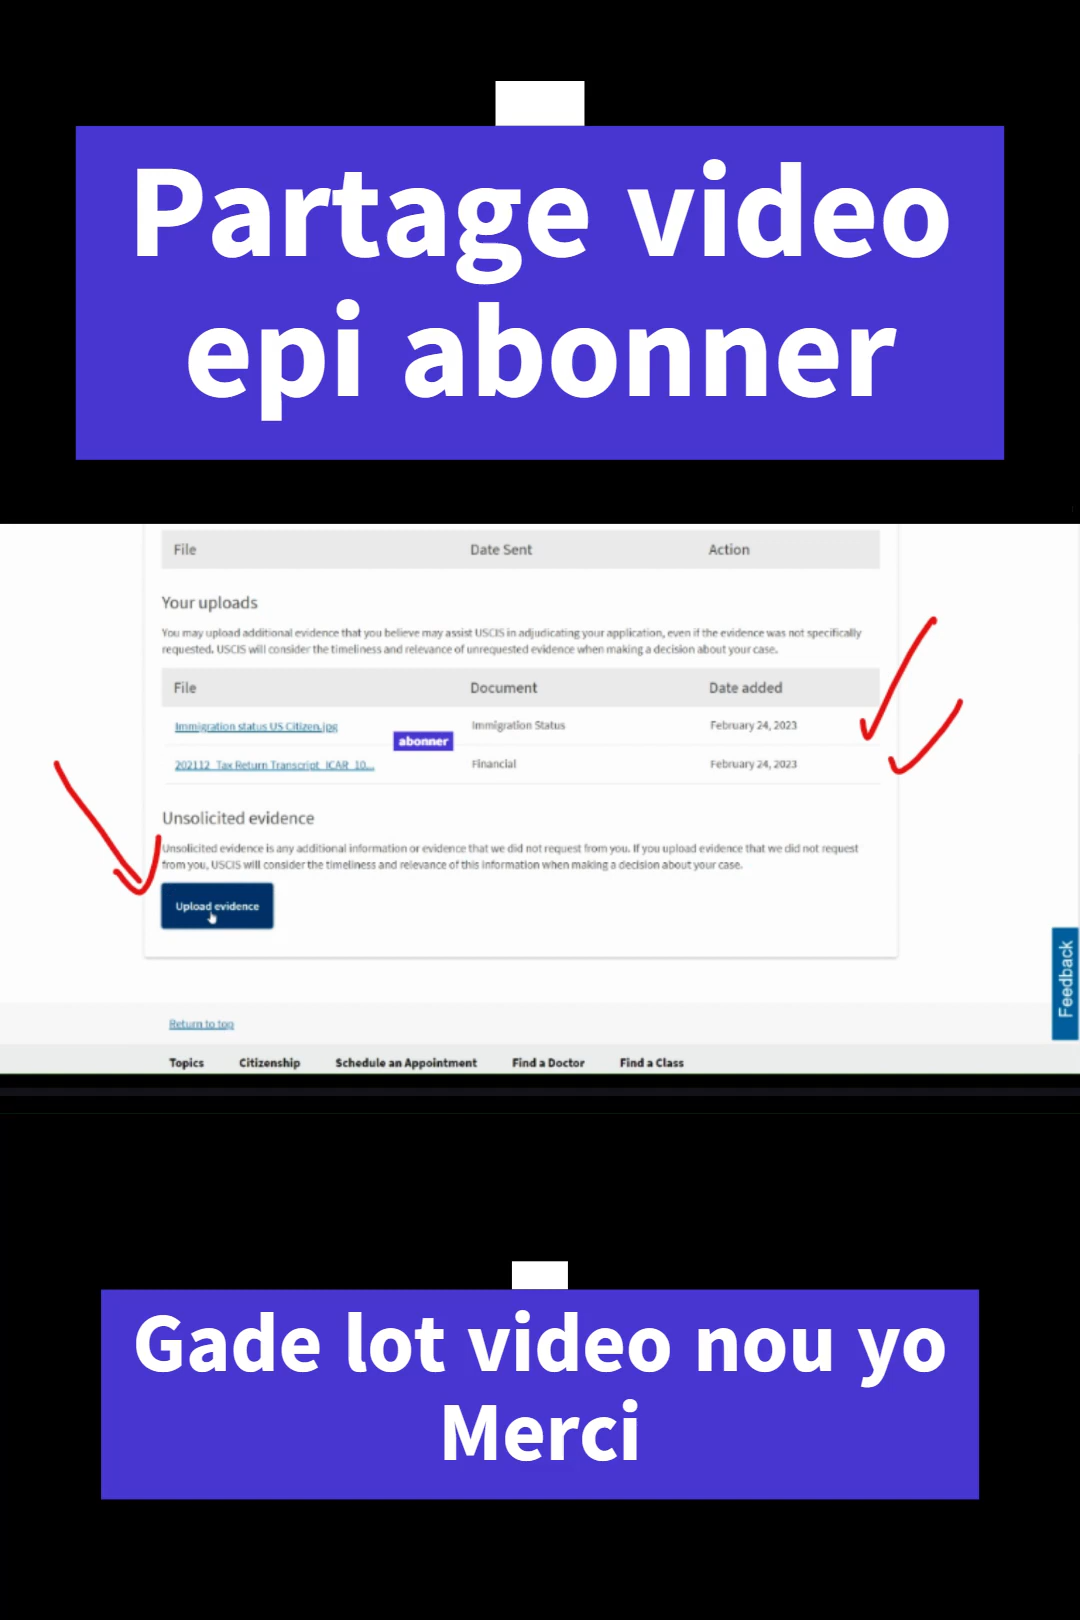 Partage video
epi abonner
File Date Sent Action
Your uploads
You may upload additional evidence that you believe may assist USCIS in adjudicating your application, even if the evidence was not specifically
requested. USCIS will consider the timeliness and relevance of unrequested evidence when making a decision about your case.
File Document Date added
Immigration status US Citizen.jpg Immigration Status February 24, 2023
abonner
202112_Tax Return Transcript_ICAR_10... Financial February 24, 2023
Unsolicited evidence
Unsolicited evidence is any additional information or evidence that we did not request from you. If you upload evidence that we did not request
from you, USCIS will consider the timeliness and relevance of this information when making a decision about your case.
Upload evidence
Feedback
Return to top
Topics Citizenship Schedule an Appointment Find a Doctor Find a Class
Gade lot video nou yo
Merci